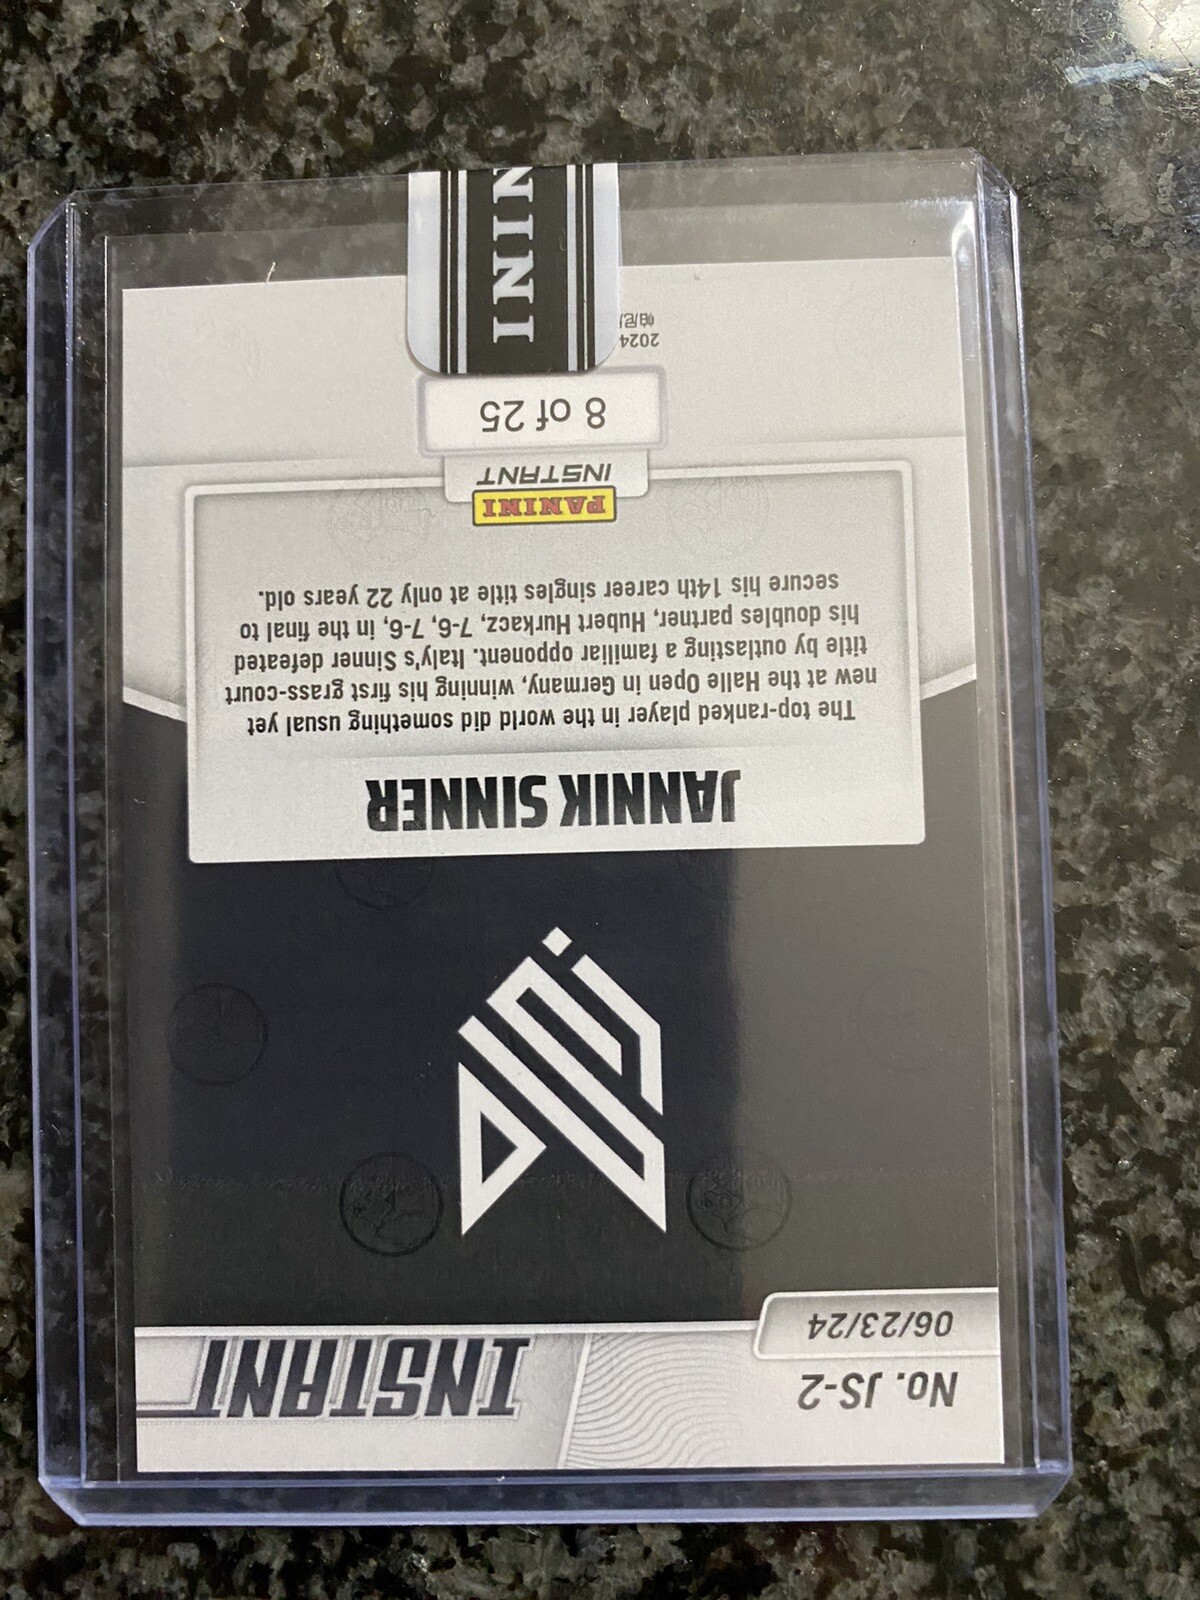 No. JS-2
INSTANT
06/23/24
JANNIK SINNER
The top-ranked player in the world did something usual yet
new at the Halle Open in Germany, winning his first grass-court
title by outlasting a familiar opponent. Italy's Sinner defeated
his doubles partner, Hubert Hurkacz, 7-6, 7-6, in the final to
secure his 14th career singles title at only 22 years old.
PANINI
INSTANT
8 of 25
2024
帕尼
NINI